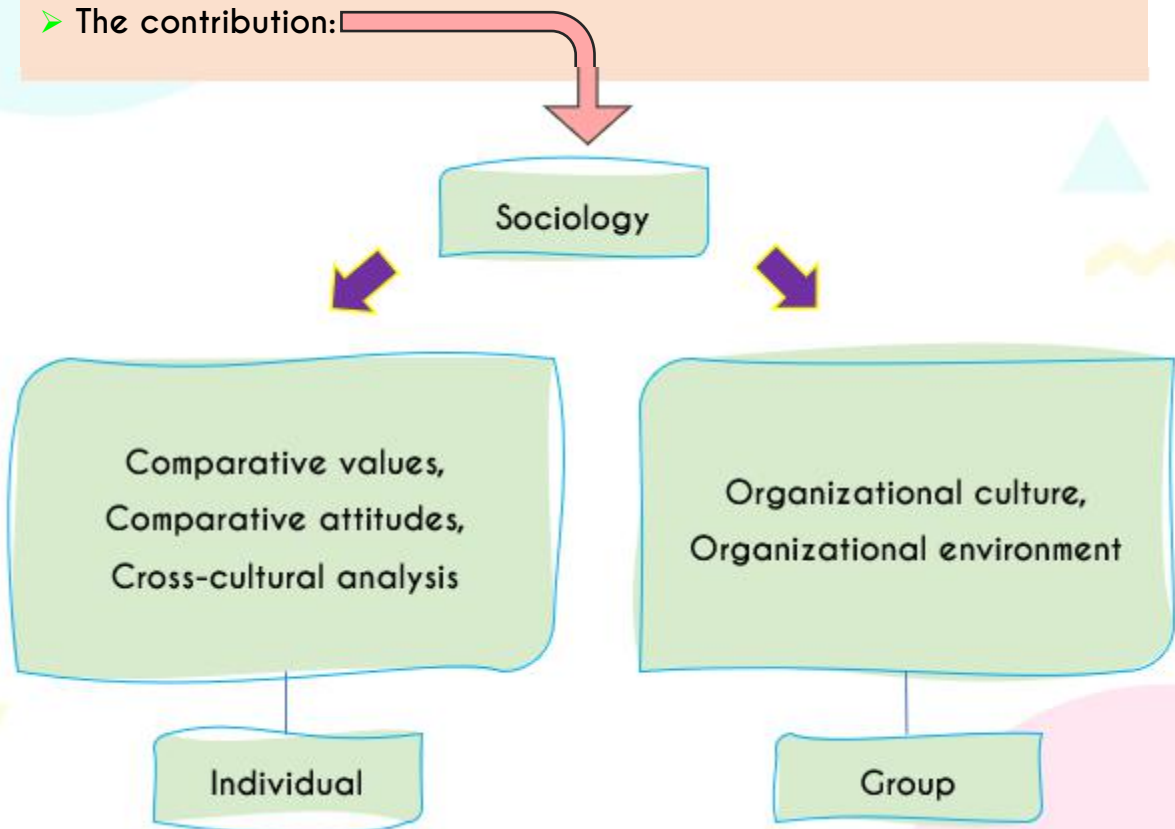 ➢ The contribution:
Sociology
Comparative values,
Comparative attitudes,
Cross-cultural analysis
Organizational culture,
Organizational environment
Individual
Group